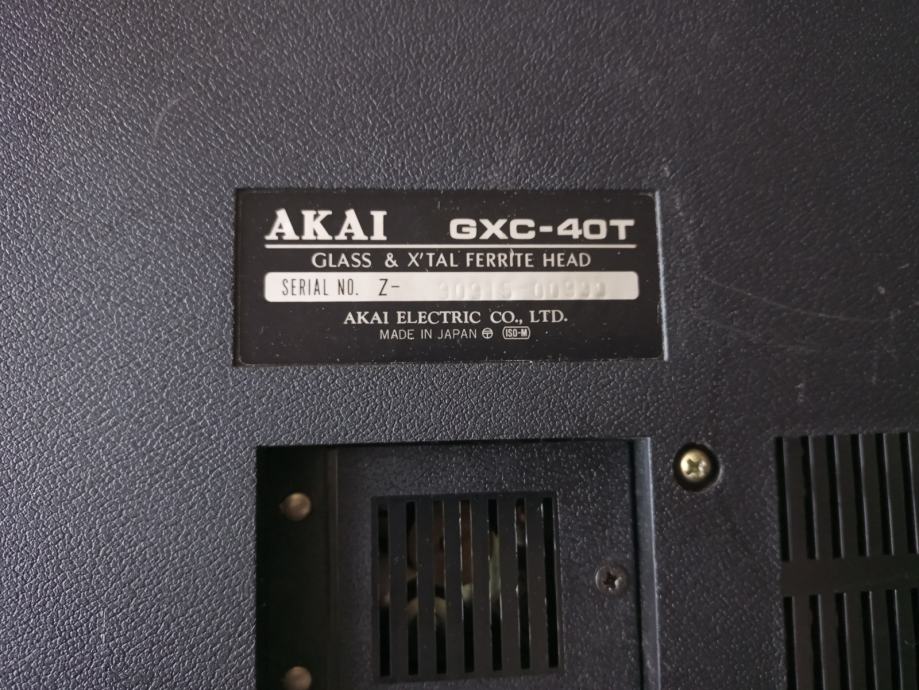 AKAI GXC-40T
GLASS & X'TAL FERRITE HEAD
SERIAL NO. Z-
AKAI ELECTRIC CO., LTD.
MADE IN JAPAN ISO-M